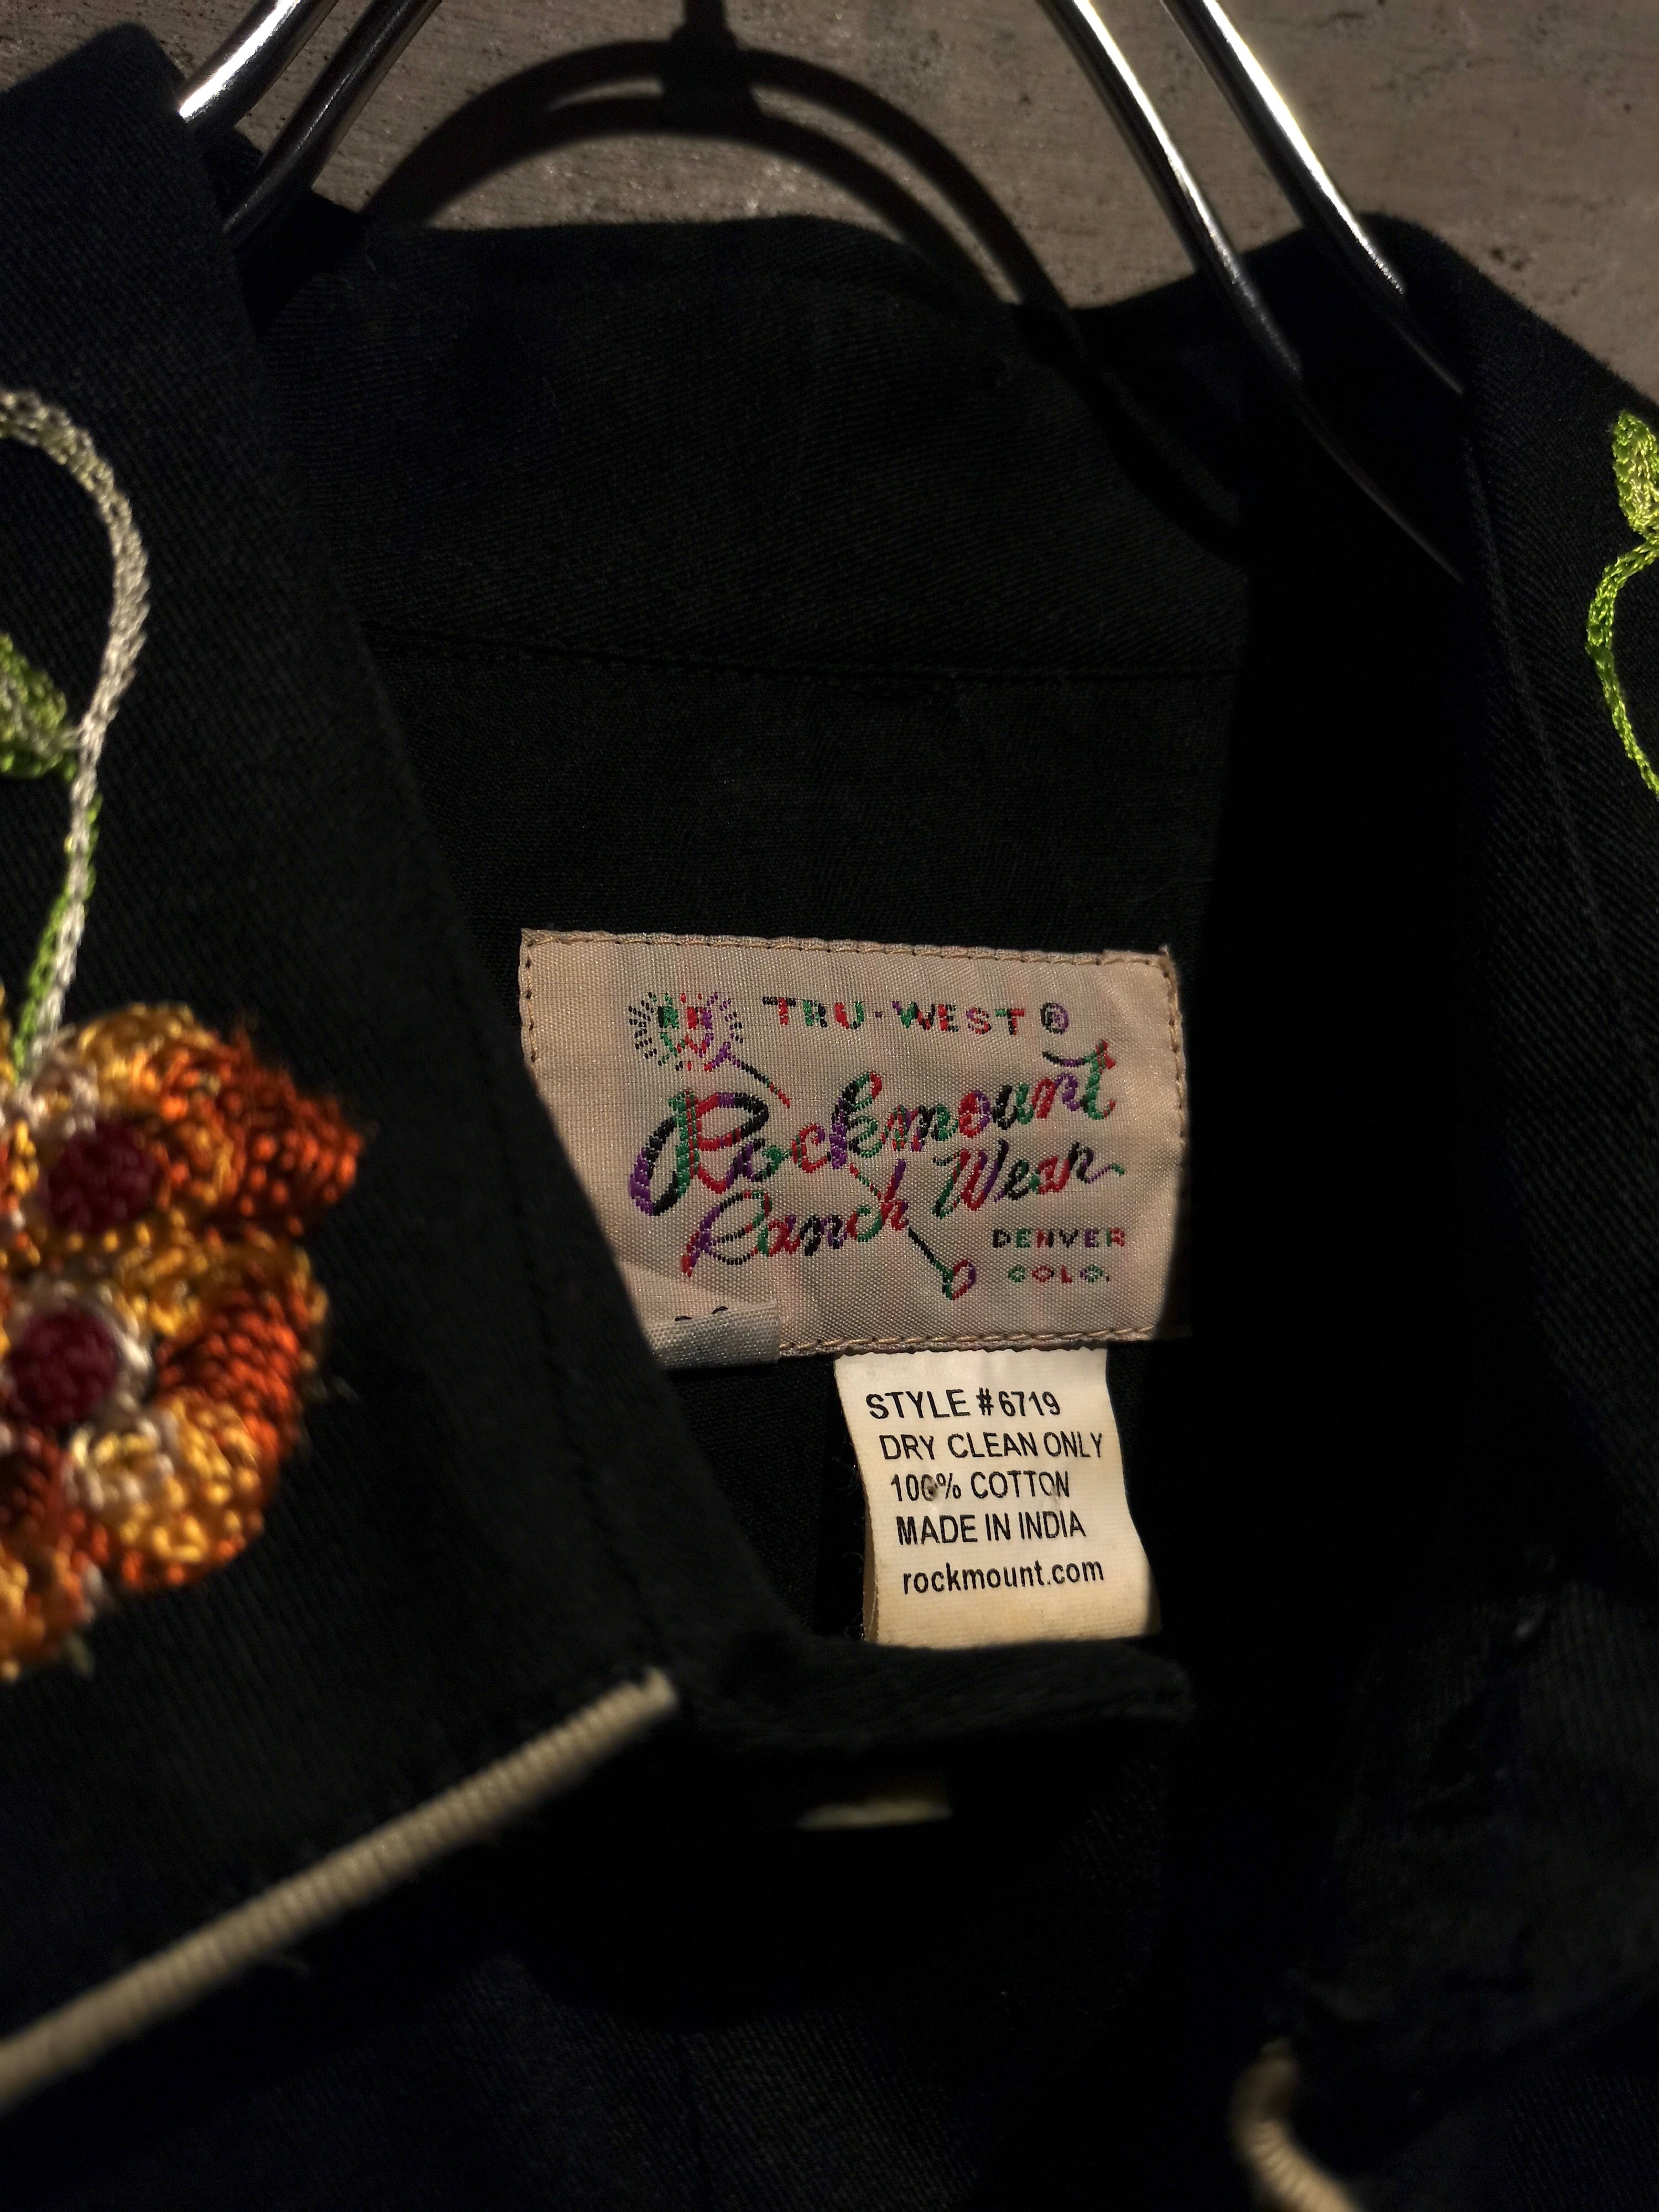 RRW
TRU-WEST ®
Rockmount
Ranch Wear
DENVER
COLO.
STYLE #6719
DRY CLEAN ONLY
100% COTTON
MADE IN INDIA
rockmount.com